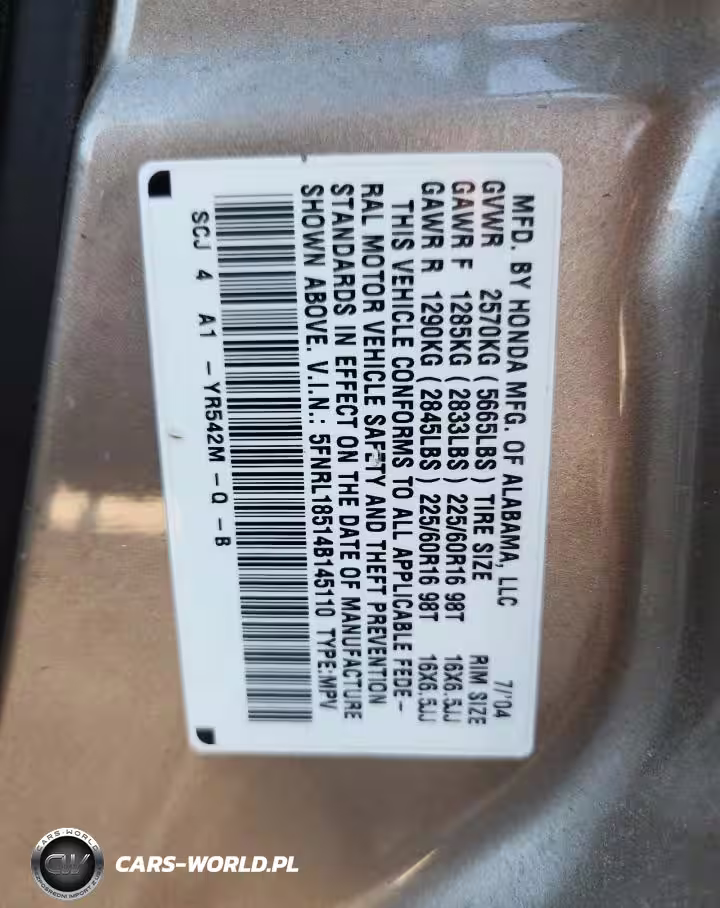 MFD. BY HONDA MFG. OF ALABAMA, LLC 7/'04
GVWR 2570KG ( 5665LBS ) TIRE SIZE RIM SIZE
GAWR F 1285KG ( 2833LBS ) 225/60R16 98T 16X6.5JJ
GAWR R 1290KG ( 2845LBS ) 225/60R16 98T 16X6.5JJ
THIS VEHICLE CONFORMS TO ALL APPLICABLE FEDE-
RAL MOTOR VEHICLE SAFETY AND THEFT PREVENTION
STANDARDS IN EFFECT ON THE DATE OF MANUFACTURE
SHOWN ABOVE. V.I.N.: 5FNRL18514B145110 TYPE:MPV
SCJ 4 A1 -YR542M -Q -B
CARS-WORLD
CW
CARS-WORLD.PL